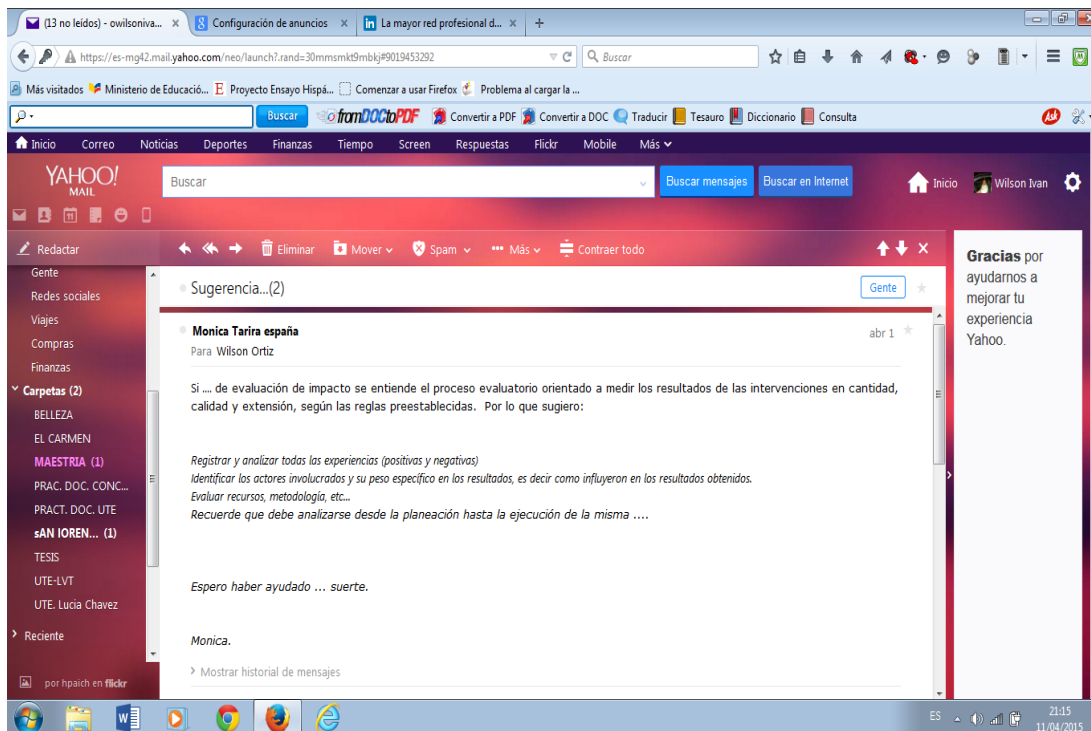 (13 no leídos) - owilsoniva...
Configuración de anuncios
La mayor red profesional d...
https://es-mg42.mail.yahoo.com/neo/launch?.rand=30mmsmkt9mbkj#9019453292
Buscar
Más visitados Ministerio de Educació... Proyecto Ensayo Hispá... Comenzar a usar Firefox Problema al cargar la ...
Buscar fromDOCtoPDF Convertir a PDF Convertir a DOC Traducir Tesauro Diccionario Consulta Ask
Inicio Correo Noticias Deportes Finanzas Tiempo Screen Respuestas Flickr Mobile Más
YAHOO!
MAIL
Buscar Buscar mensajes Buscar en Internet Inicio Wilson Ivan
Redactar Eliminar Mover Spam Más Contraer todo
Gente
Redes sociales
Viajes
Compras
Finanzas
Carpetas (2)
BELLEZA
EL CARMEN
MAESTRIA (1)
PRAC. DOC. CONC...
PRACT. DOC. UTE
sAN lOREN... (1)
TESIS
UTE-LVT
UTE. Lucia Chavez
Reciente
por hpaich en flickr
Sugerencia...(2) Gente
Monica Tarira españa abr 1
Para Wilson Ortiz
Si .... de evaluación de impacto se entiende el proceso evaluatorio orientado a medir los resultados de las intervenciones en cantidad,
calidad y extensión, según las reglas preestablecidas. Por lo que sugiero:
Registrar y analizar todas las experiencias (positivas y negativas)
Identificar los actores involucrados y su peso específico en los resultados, es decir como influyeron en los resultados obtenidos.
Evaluar recursos, metodología, etc...
Recuerde que debe analizarse desde la planeación hasta la ejecución de la misma ....
Espero haber ayudado ... suerte.
Monica.
Mostrar historial de mensajes
Gracias por
ayudarnos a
mejorar tu
experiencia
Yahoo.
ES 21:15
11/04/2015